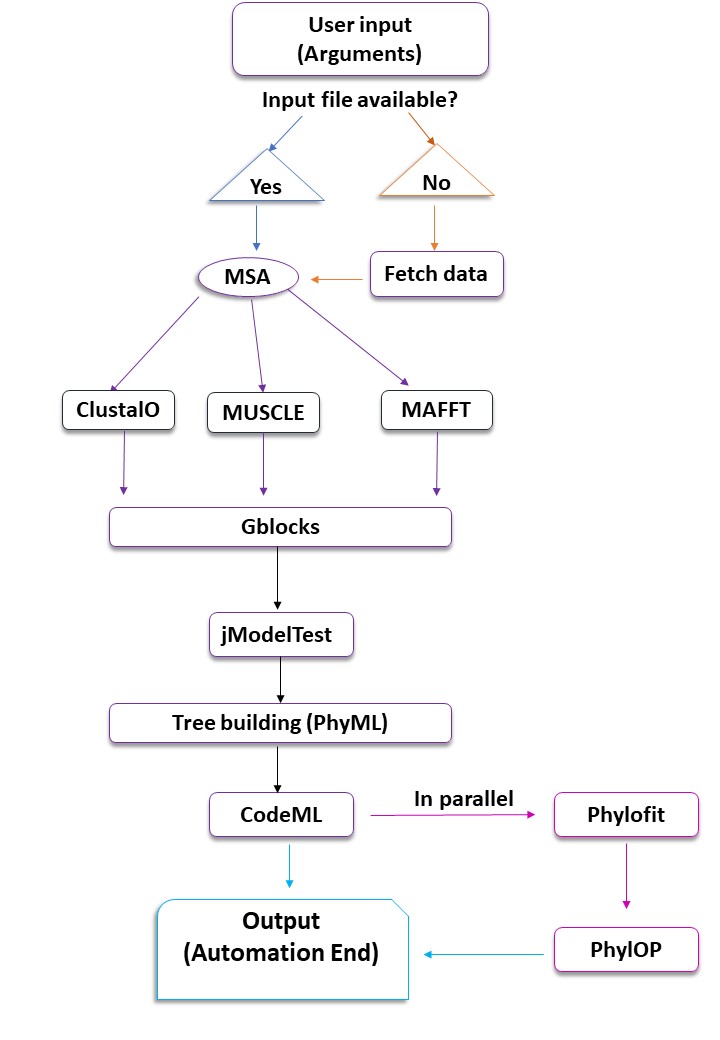 User input
(Arguments)
Input file available?
Yes
No
MSA
Fetch data
ClustalO
MUSCLE
MAFFT
Gblocks
jModelTest
Tree building (PhyML)
CodeML
In parallel
Phylofit
Output
(Automation End)
PhylOP